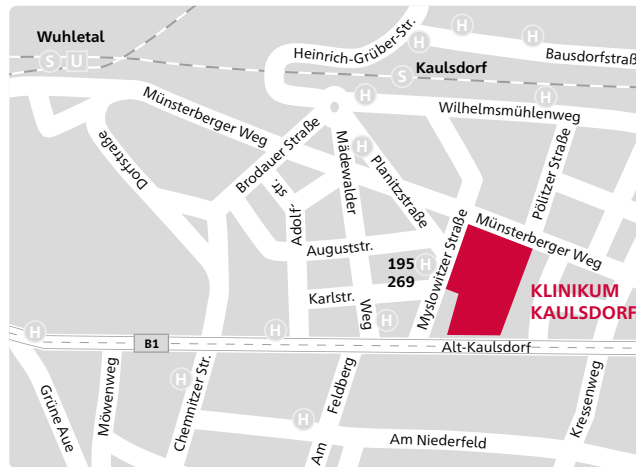 Wuhletal
S U
H
H
H
Heinrich-Grüber-Str.
Bausdorfstraß
S
Kaulsdorf
H
H
Wilhelmsmühlenweg
Münsterberger Weg
Dorfstraße
Brodauer Straße
Mädewalder
Weg
H
Planitzstraße
Pölitzer Straße
Adolf-
str.
Auguststr.
Myslowitzer Straße
Münsterberger Weg
195
269
H
Karlstr.
KLINIKUM
KAULSDORF
H
H
H
B1
Alt-Kaulsdorf
Grüne Aue
Möwenweg
Chemnitzer Str.
H
Am
Feldberg
Kressenweg
H
Am Niederfeld